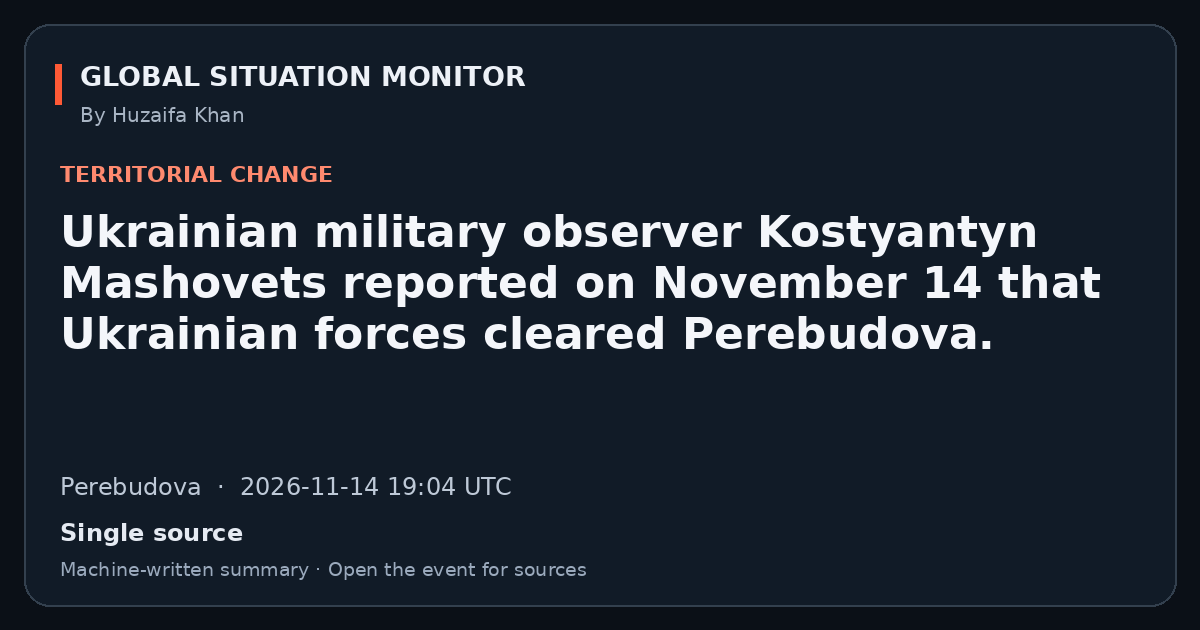 GLOBAL SITUATION MONITOR
By Huzaifa Khan
TERRITORIAL CHANGE
Ukrainian military observer Kostyantyn
Mashovets reported on November 14 that
Ukrainian forces cleared Perebudova.
Perebudova · 2026-11-14 19:04 UTC
Single source
Machine-written summary · Open the event for sources